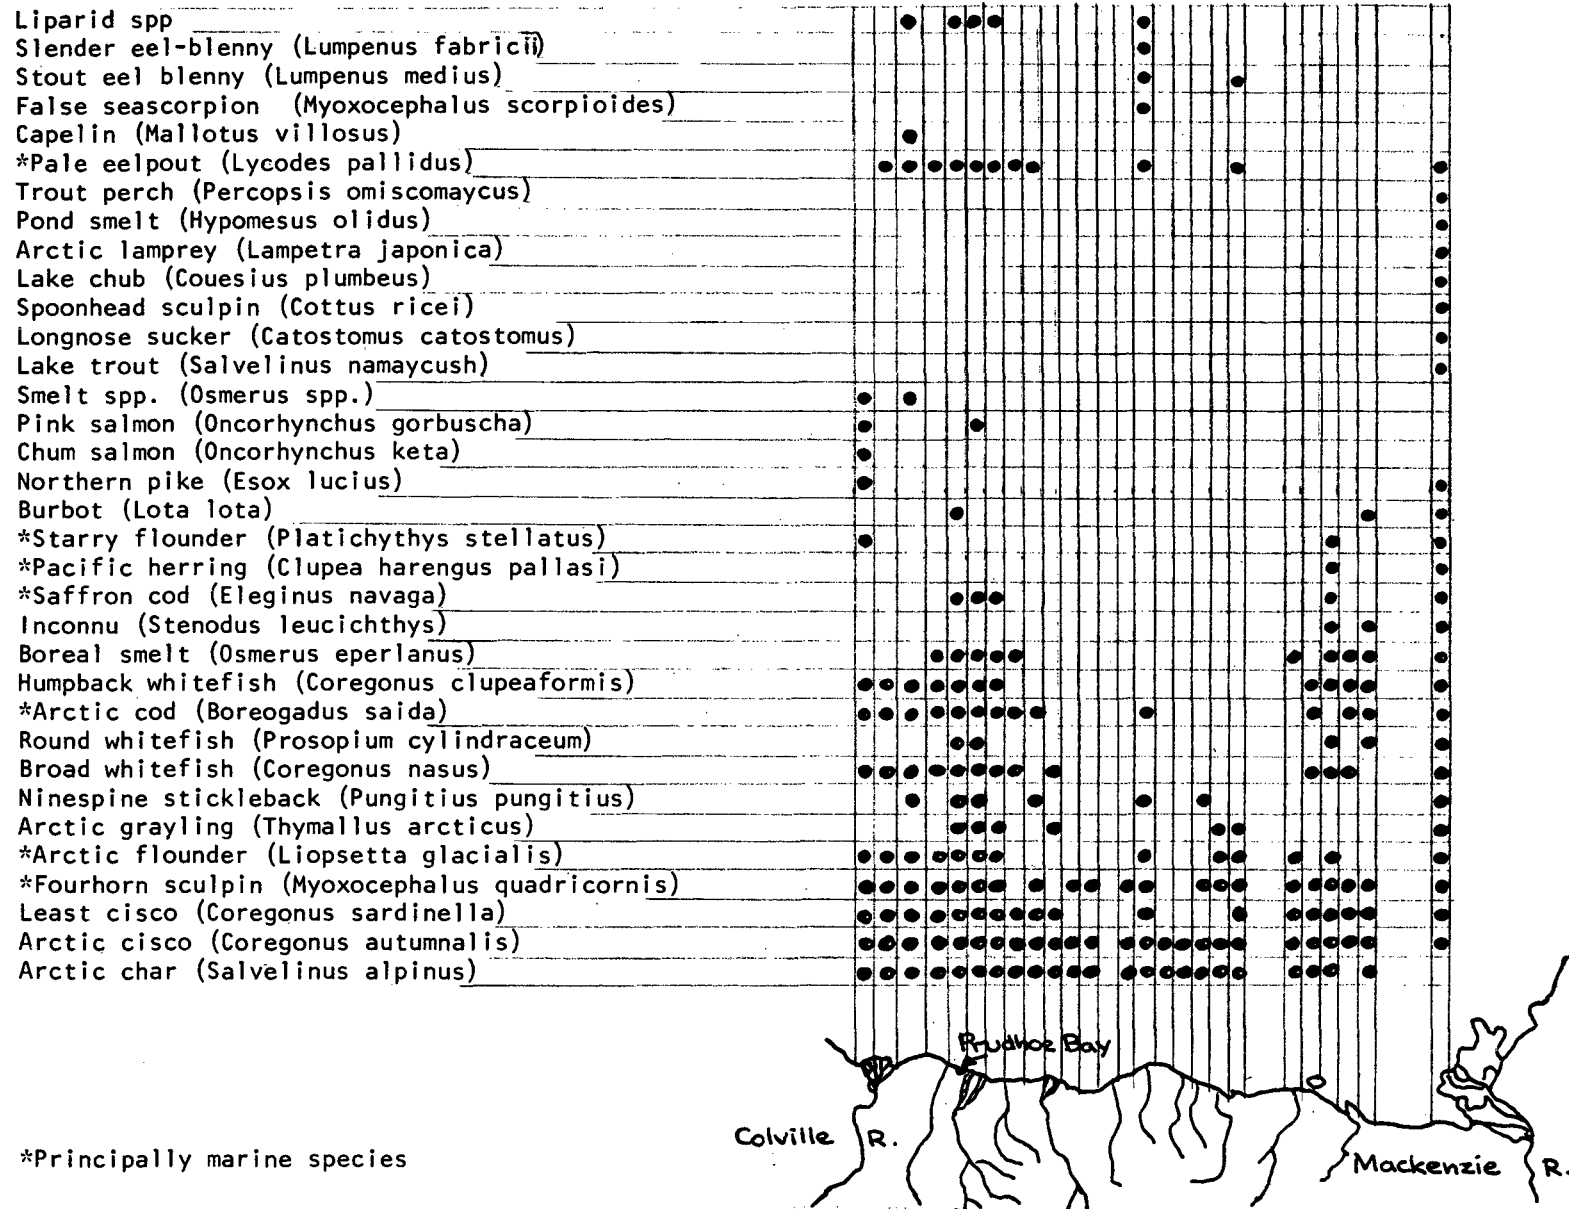 Liparid spp
Slender eel-blenny (Lumpenus fabricii)
Stout eel blenny (Lumpenus medius)
False seascorpion (Myoxocephalus scorpioides)
Capelin (Mallotus villosus)
*Pale eelpout (Lycodes pallidus)
Trout perch (Percopsis omiscomaycus)
Pond smelt (Hypomesus olidus)
Arctic lamprey (Lampetra japonica)
Lake chub (Couesius plumbeus)
Spoonhead sculpin (Cottus ricei)
Longnose sucker (Catostomus catostomus)
Lake trout (Salvelinus namaycush)
Smelt spp. (Osmerus spp.)
Pink salmon (Oncorhynchus gorbuscha)
Chum salmon (Oncorhynchus keta)
Northern pike (Esox lucius)
Burbot (Lota lota)
*Starry flounder (Platichythys stellatus)
*Pacific herring (Clupea harengus pallasi)
*Saffron cod (Eleginus navaga)
Inconnu (Stenodus leucichthys)
Boreal smelt (Osmerus eperlanus)
Humpback whitefish (Coregonus clupeaformis)
*Arctic cod (Boreogadus saida)
Round whitefish (Prosopium cylindraceum)
Broad whitefish (Coregonus nasus)
Ninespine stickleback (Pungitius pungitius)
Arctic grayling (Thymallus arcticus)
*Arctic flounder (Liopsetta glacialis)
*Fourhorn sculpin (Myoxocephalus quadricornis)
Least cisco (Coregonus sardinella)
Arctic cisco (Coregonus autumnalis)
Arctic char (Salvelinus alpinus)
Prudhoe Bay
Colville R.
Mackenzie R.
*Principally marine species